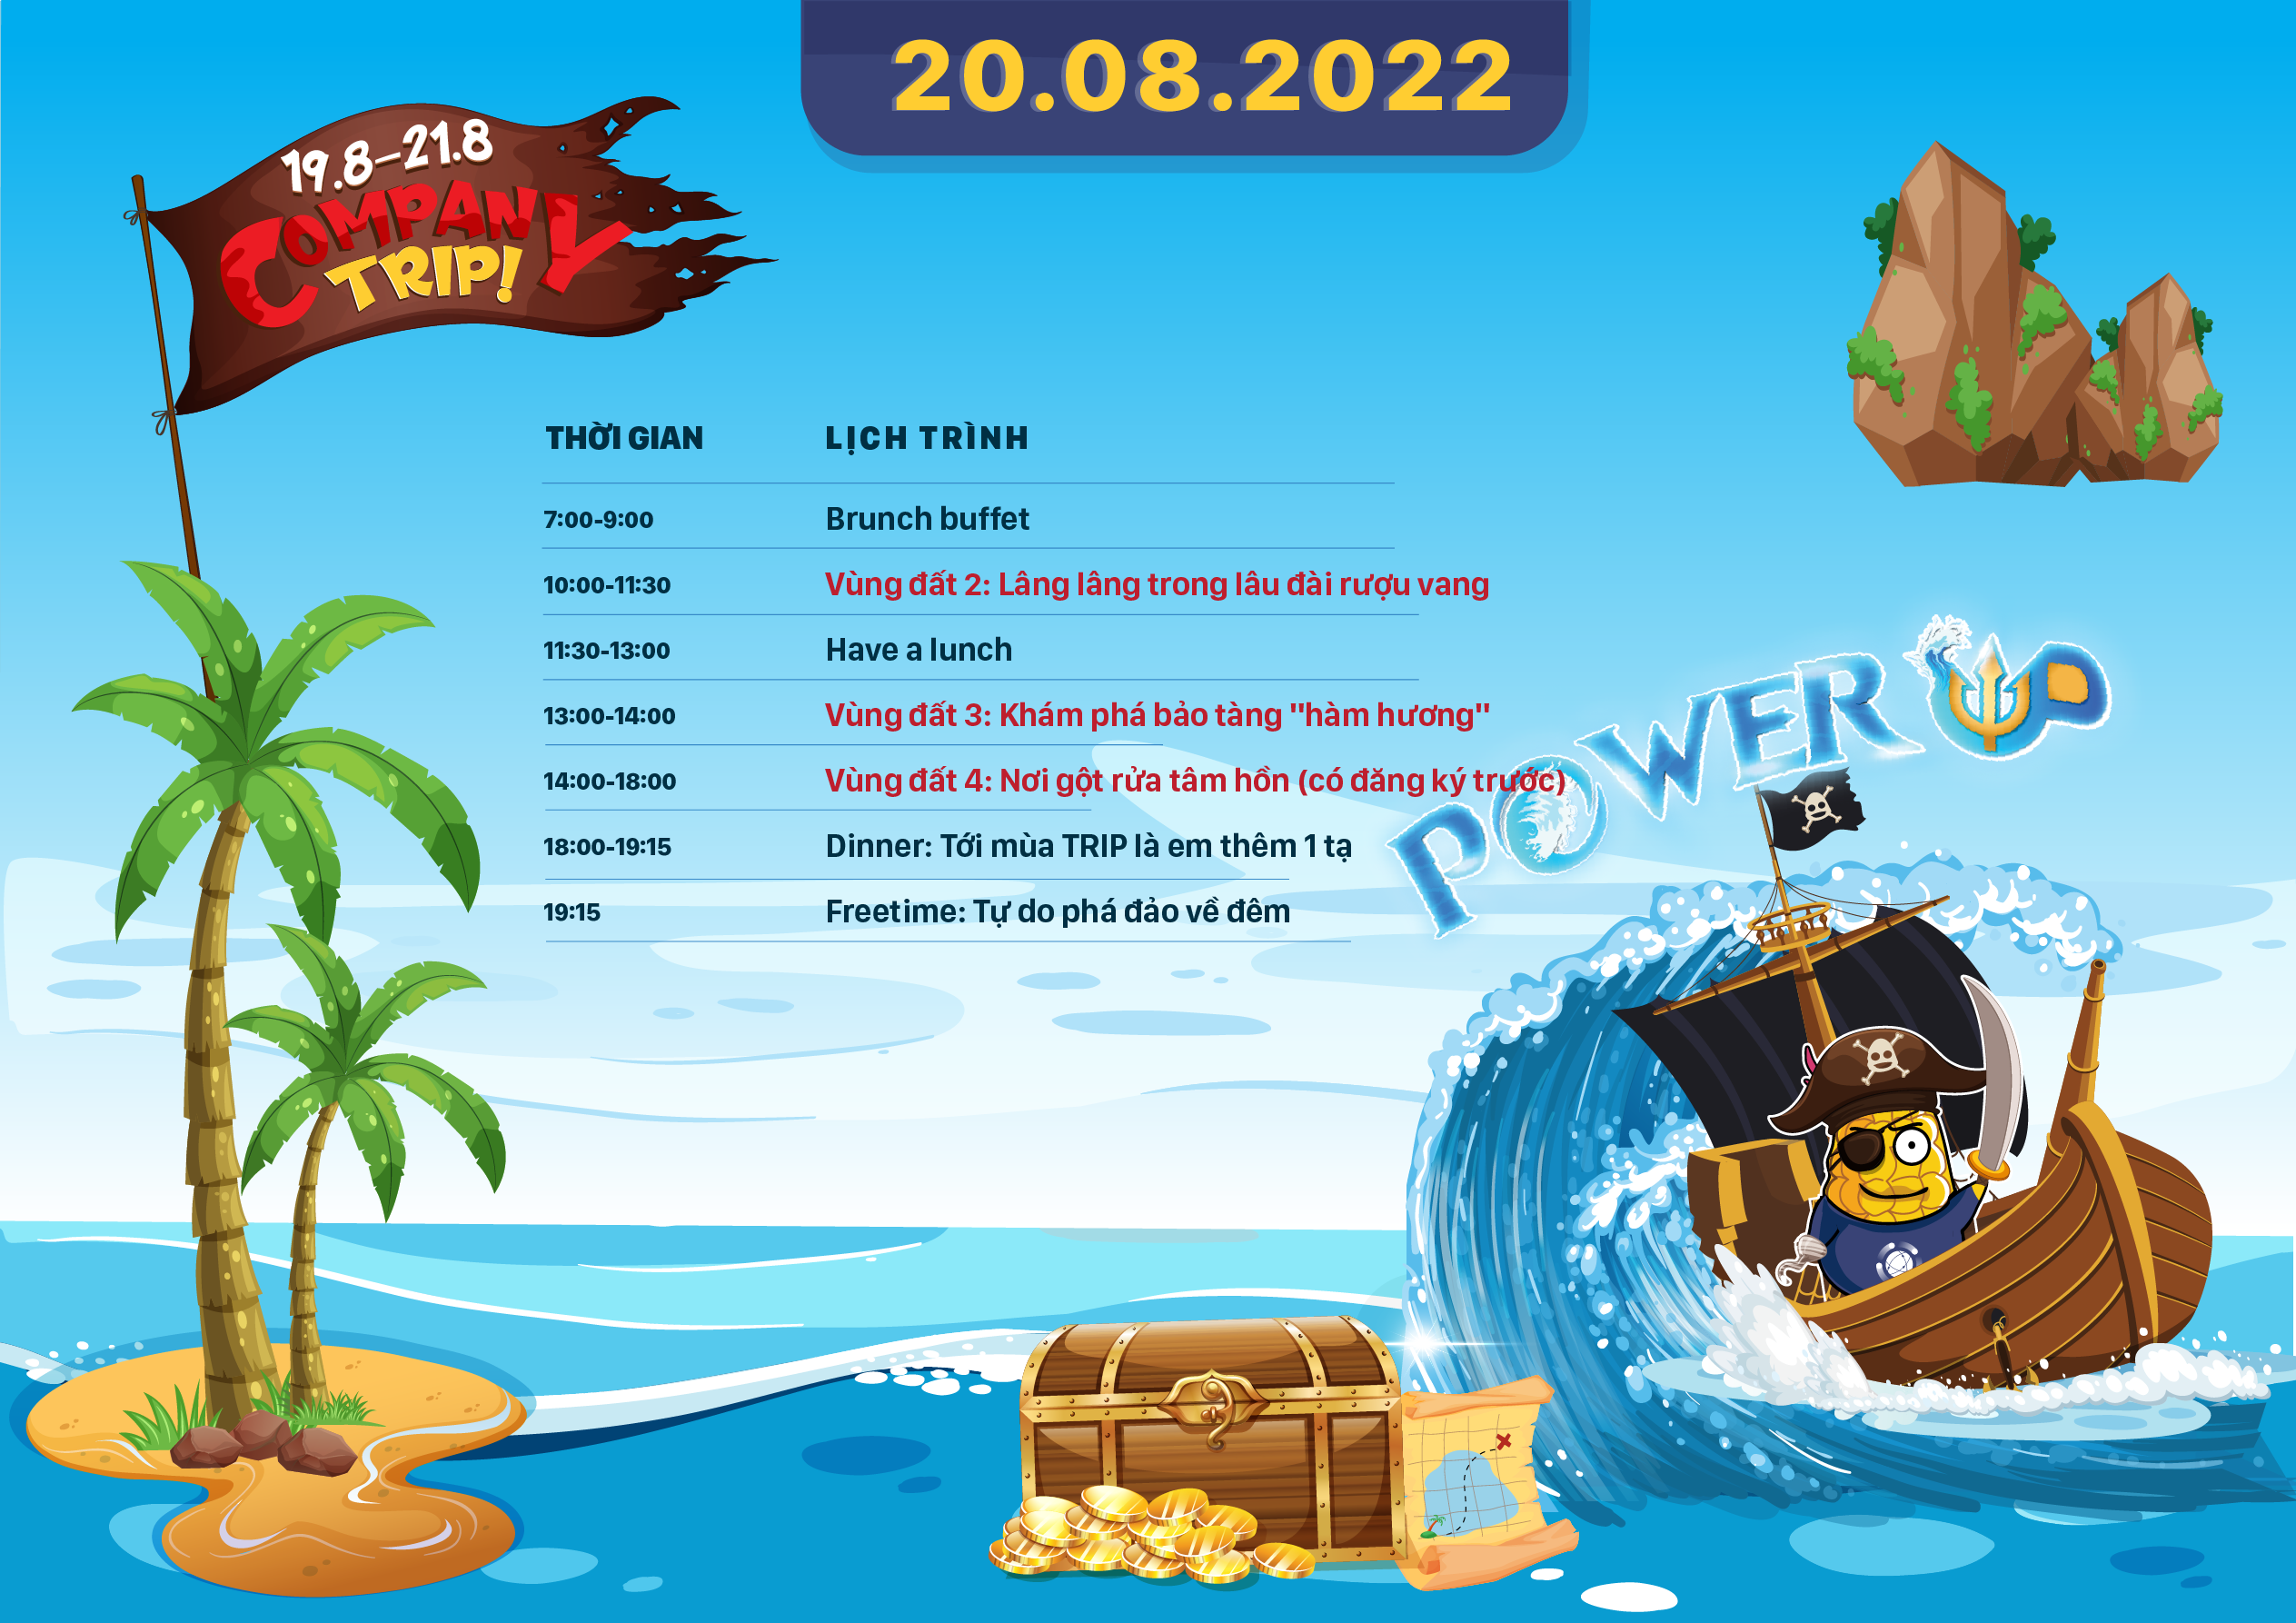 20.08.2022
19.8-21.8
COMPANY
TRIP!
THỜI GIAN LỊCH TRÌNH
7:00-9:00 Brunch buffet
10:00-11:30 Vùng đất 2: Lâng lâng trong lâu đài rượu vang
11:30-13:00 Have a lunch
13:00-14:00 Vùng đất 3: Khám phá bảo tàng "hàm hương"
14:00-18:00 Vùng đất 4: Nơi gột rửa tâm hồn (có đăng ký trước)
18:00-19:15 Dinner: Tới mùa TRIP là em thêm 1 tạ
19:15 Freetime: Tự do phá đảo về đêm
POWER UP